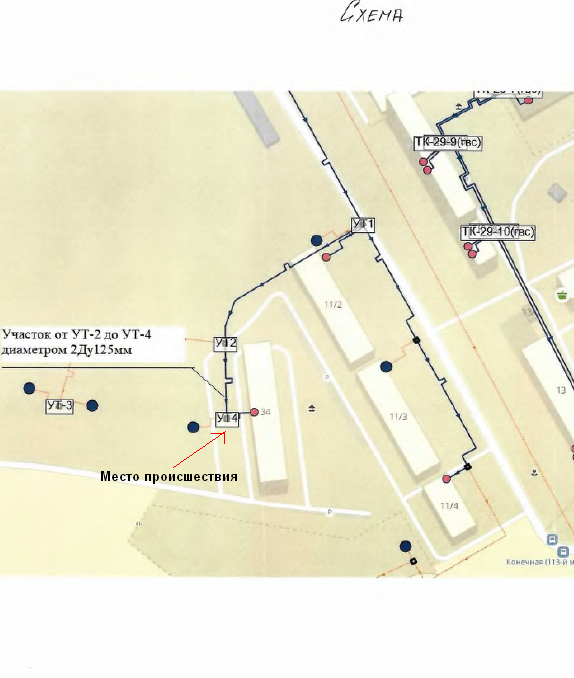 Схема
ТК-29-9(гвс)
УТ1
ТК-29-10(гвс)
11/2
Участок от УТ-2 до УТ-4
диаметром 2Ду125мм
УТ2
13
P
УТ-3
УТ4
34
11/3
Место происшествия
11/4
P
Конечная (113-й м